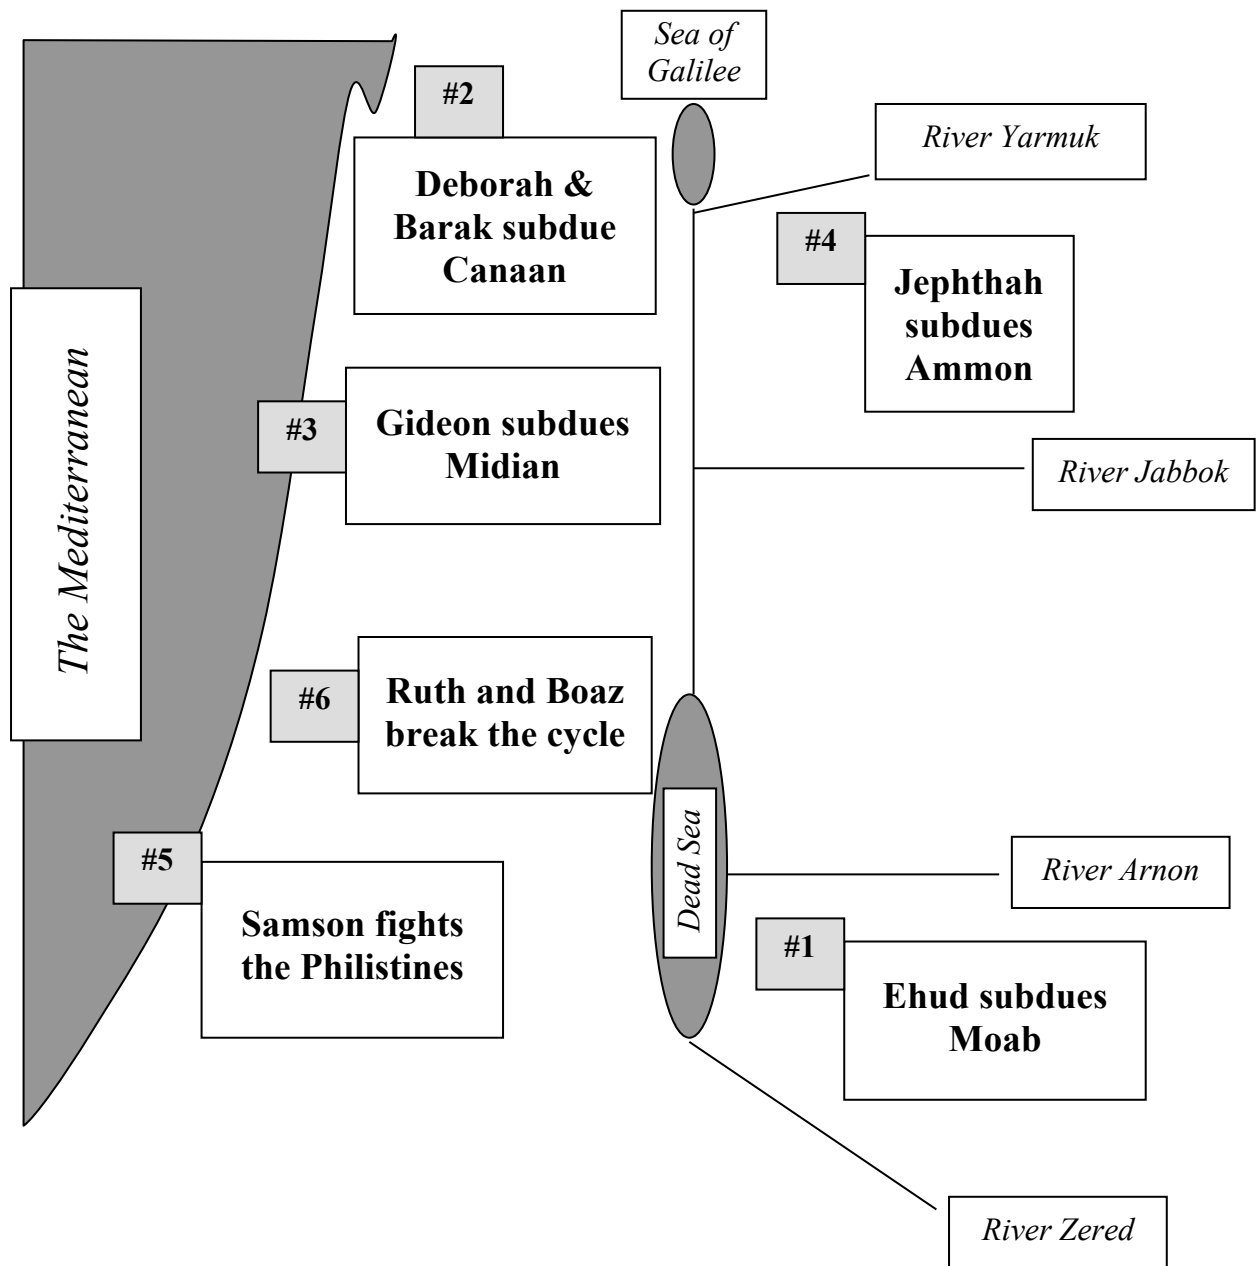 Sea of
Galilee
#2
River Yarmuk
Deborah &
Barak subdue
Canaan
#4
Jephthah
subdues
Ammon
The Mediterranean
#3
Gideon subdues
Midian
River Jabbok
#6
Ruth and Boaz
break the cycle
Dead Sea
#5
Samson fights
the Philistines
River Arnon
#1
Ehud subdues
Moab
River Zered